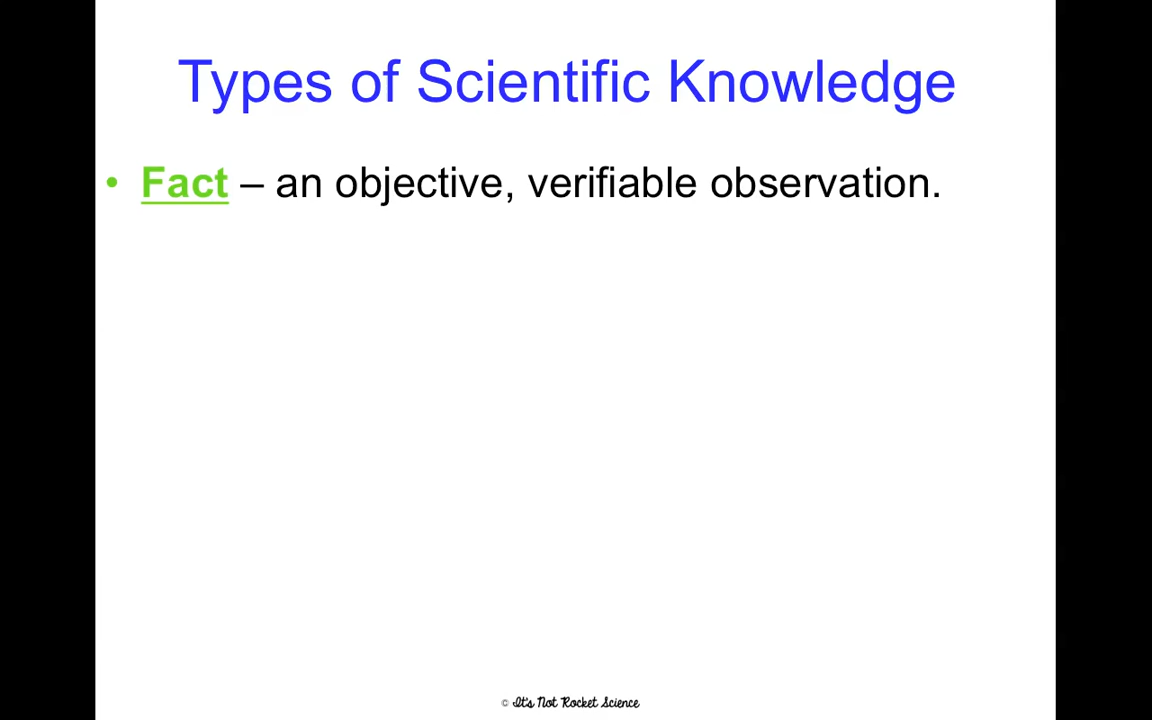 Types of Scientific Knowledge
• Fact – an objective, verifiable observation.
© It's Not Rocket Science